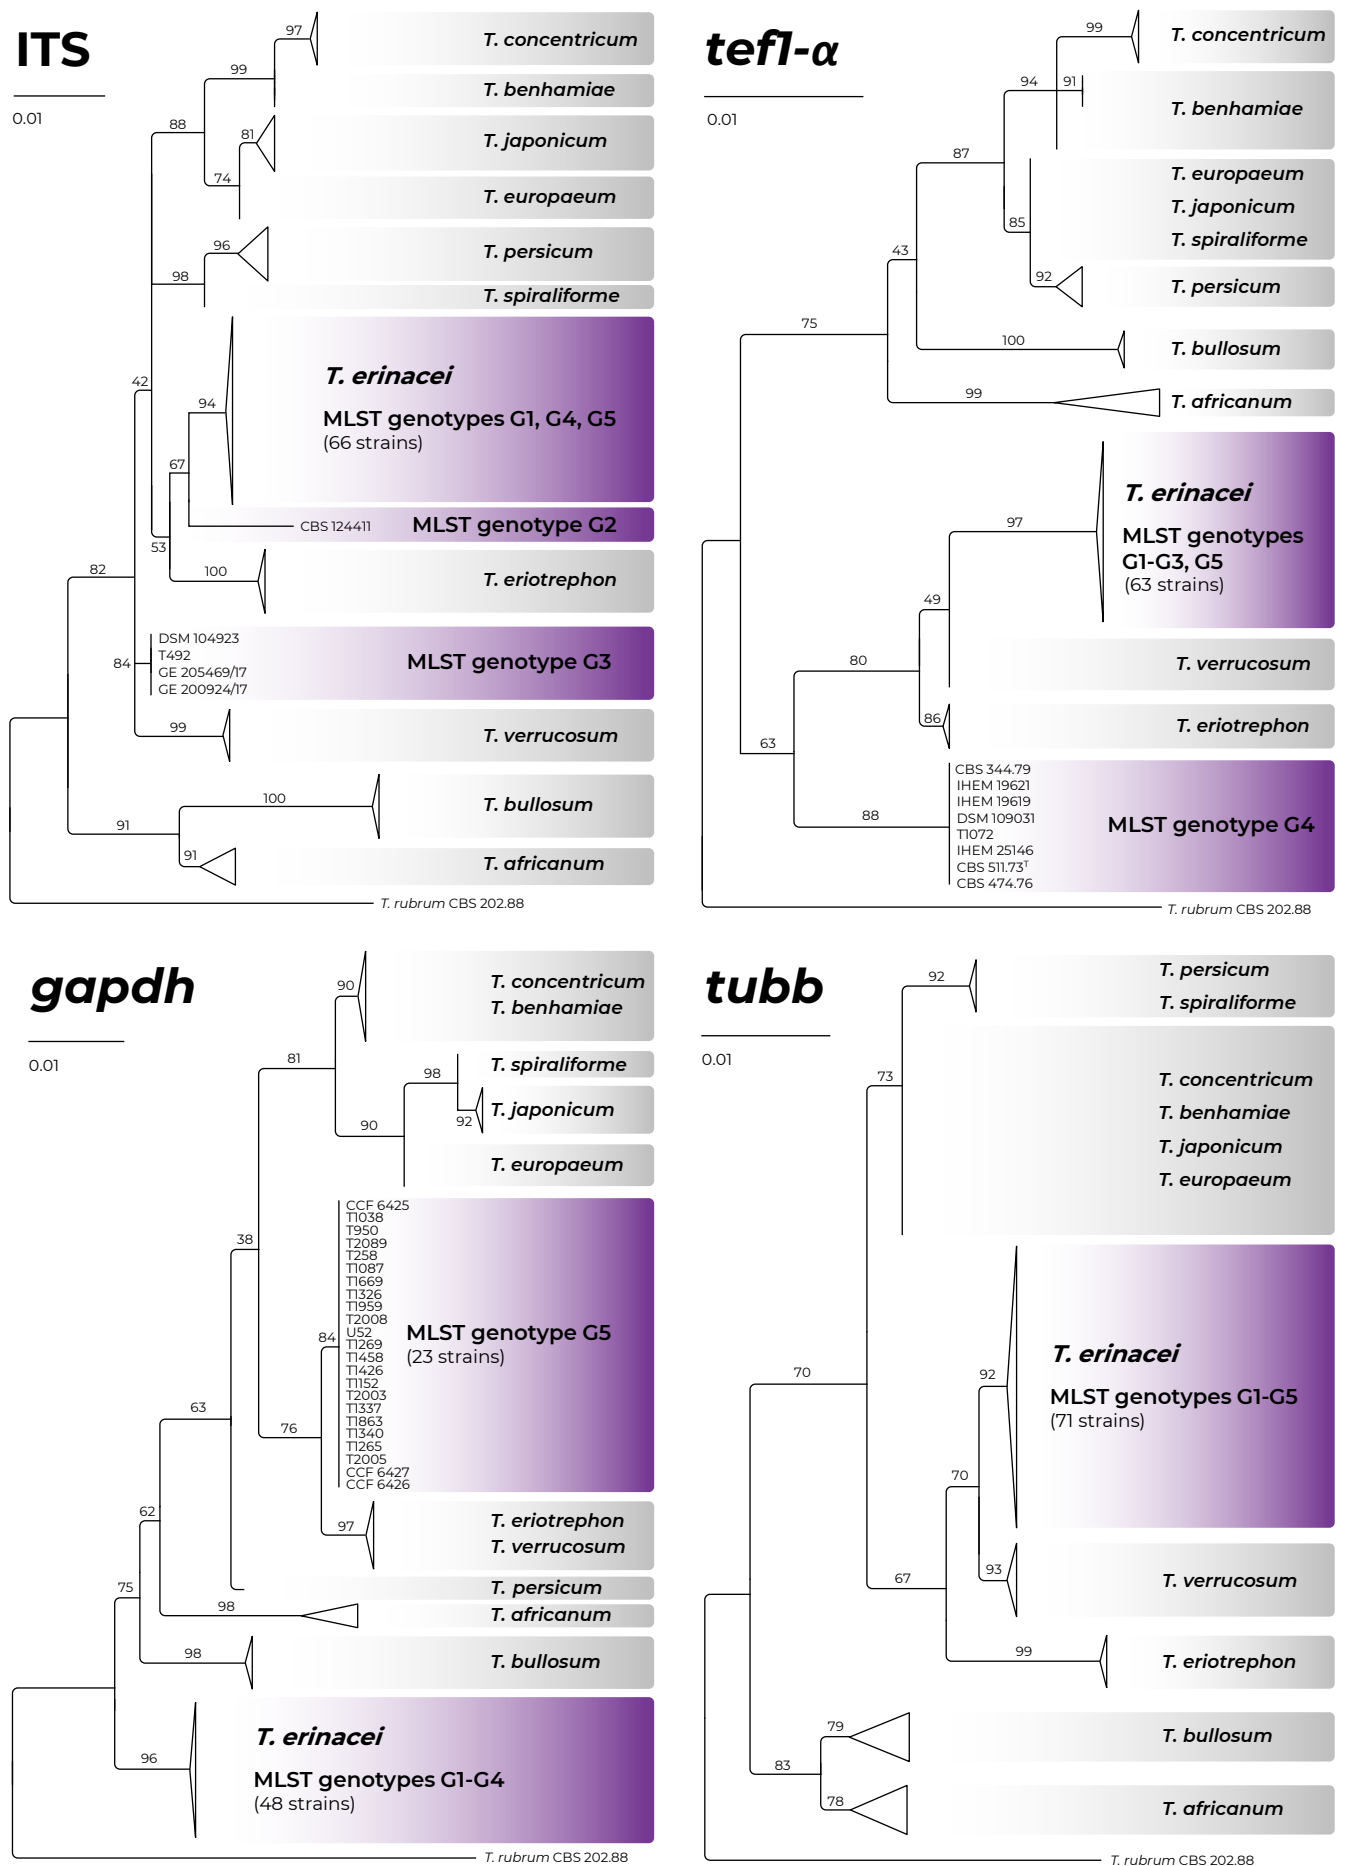 ITS
0.01
97
T. concentricum
99
T. benhamiae
88
81
T. japonicum
74
T. europaeum
96
T. persicum
98
T. spiraliforme
T. erinacei
42
94
MLST genotypes G1, G4, G5
(66 strains)
67
CBS 124411
MLST genotype G2
53
82
100
T. eriotrephon
DSM 104923
T492
GE 205469/17
GE 200924/17
84
MLST genotype G3
99
T. verrucosum
100
T. bullosum
91
91
T. africanum
T. rubrum CBS 202.88
tef1-α
0.01
99
T. concentricum
94
91
T. benhamiae
87
T. europaeum
T. japonicum
T. spiraliforme
85
43
92
T. persicum
75
100
T. bullosum
99
T. africanum
T. erinacei
97
MLST genotypes
G1-G3, G5
(63 strains)
49
80
T. verrucosum
86
T. eriotrephon
63
CBS 344.79
IHEM 19621
IHEM 19619
DSM 109031
T1072
IHEM 25146
CBS 511.73ᵀ
CBS 474.76
88
MLST genotype G4
T. rubrum CBS 202.88
gapdh
0.01
90
T. concentricum
T. benhamiae
81
98
T. spiraliforme
92
T. japonicum
90
T. europaeum
38
CCF 6425
T1038
T950
T2089
T258
T1087
T1669
T1326
T1959
T2008
U52
T1269
T1458
T1426
T1152
T2003
T1337
T1863
T1340
T1265
T2005
CCF 6427
CCF 6426
84
MLST genotype G5
(23 strains)
63
76
62
97
T. eriotrephon
T. verrucosum
75
T. persicum
98
T. africanum
98
T. bullosum
T. erinacei
96
MLST genotypes G1-G4
(48 strains)
T. rubrum CBS 202.88
tubb
0.01
92
T. persicum
T. spiraliforme
73
T. concentricum
T. benhamiae
T. japonicum
T. europaeum
70
T. erinacei
92
MLST genotypes G1-G5
(71 strains)
70
67
93
T. verrucosum
99
T. eriotrephon
79
T. bullosum
83
78
T. africanum
T. rubrum CBS 202.88